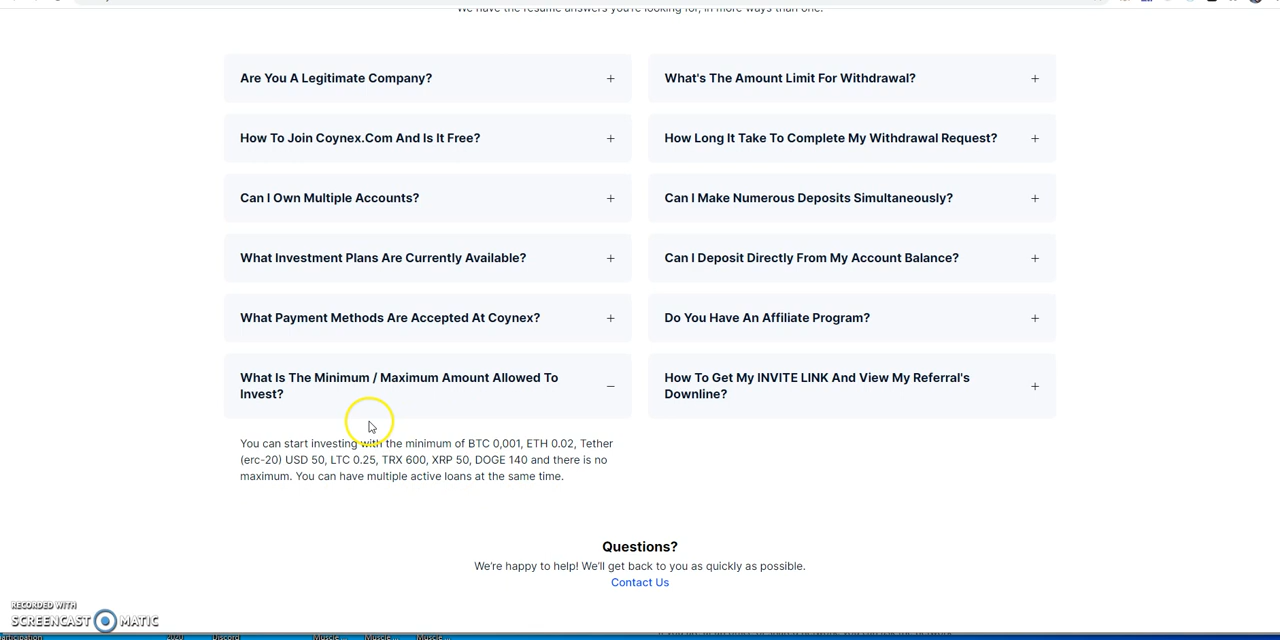 We have the resume answers you're looking for, in more ways than one.
Are You A Legitimate Company?
How To Join Coynex.Com And Is It Free?
Can I Own Multiple Accounts?
What Investment Plans Are Currently Available?
What Payment Methods Are Accepted At Coynex?
What Is The Minimum / Maximum Amount Allowed To
Invest?
You can start investing with the minimum of BTC 0,001, ETH 0.02, Tether
(erc-20) USD 50, LTC 0.25, TRX 600, XRP 50, DOGE 140 and there is no
maximum. You can have multiple active loans at the same time.
What's The Amount Limit For Withdrawal?
How Long It Take To Complete My Withdrawal Request?
Can I Make Numerous Deposits Simultaneously?
Can I Deposit Directly From My Account Balance?
Do You Have An Affiliate Program?
How To Get My INVITE LINK And View My Referral's
Downline?
Questions?
We're happy to help! We'll get back to you as quickly as possible.
Contact Us
RECORDED WITH
SCREENCAST MATIC